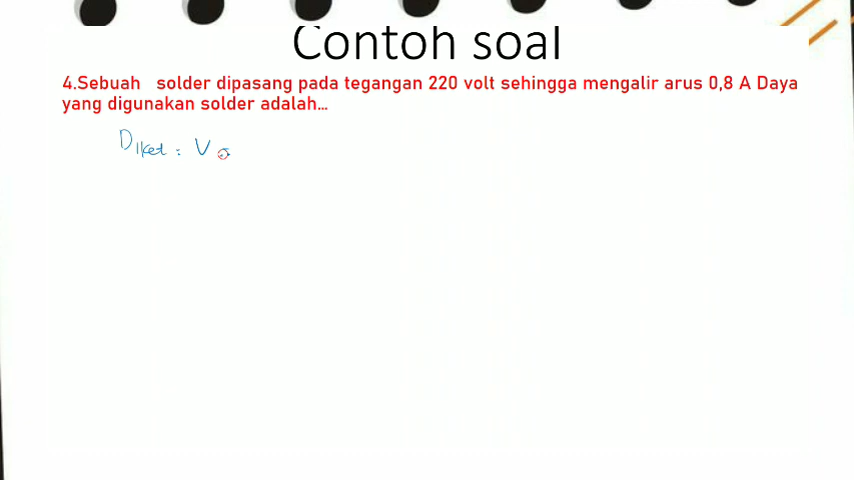 Contoh soal
4.Sebuah solder dipasang pada tegangan 220 volt sehingga mengalir arus 0,8 A Daya
yang digunakan solder adalah...
Diket : V =